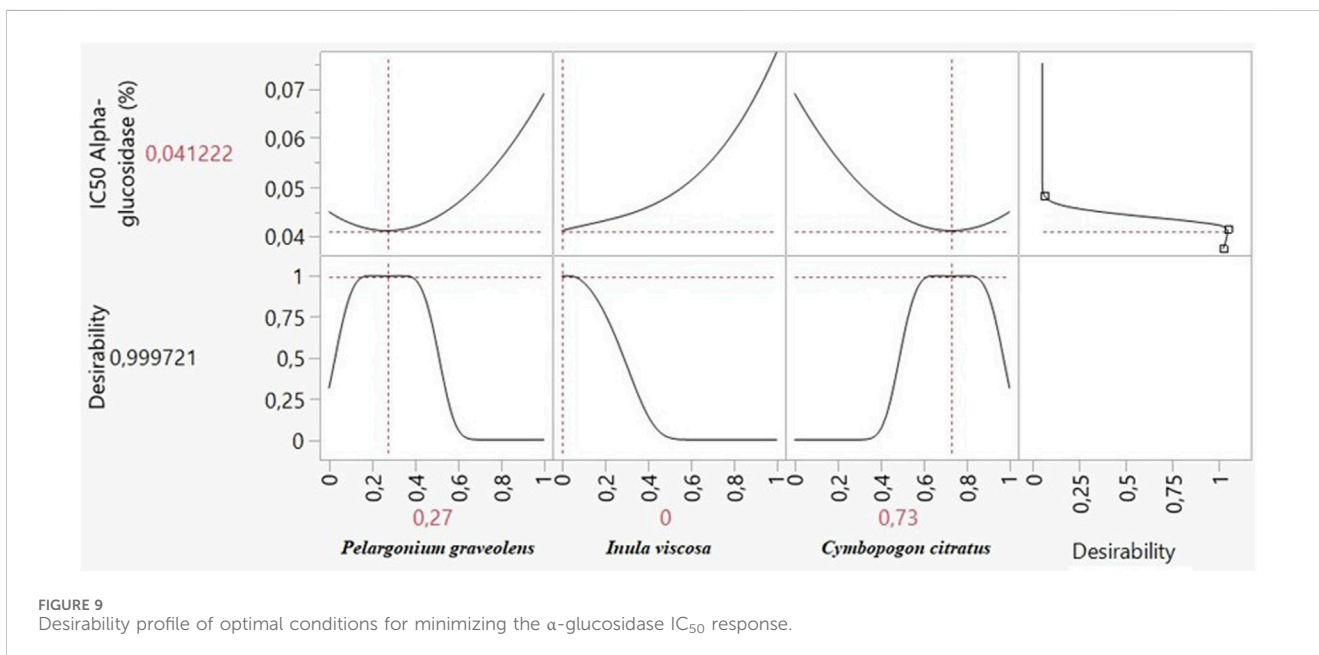 IC50 Alpha-
glucosidase (%)
0,041222
0,07
0,06
0,05
0,04
Desirability
0,999721
1
0,75
0,5
0,25
0
0 0,2 0,4 0,6 0,8 1
0 0,2 0,4 0,6 0,8 1
0 0,2 0,4 0,6 0,8 1
0 0,25 0,5 0,75 1
0,27
0
0,73
Pelargonium graveolens
Inula viscosa
Cymbopogon citratus
Desirability
FIGURE 9
Desirability profile of optimal conditions for minimizing the α-glucosidase IC50 response.